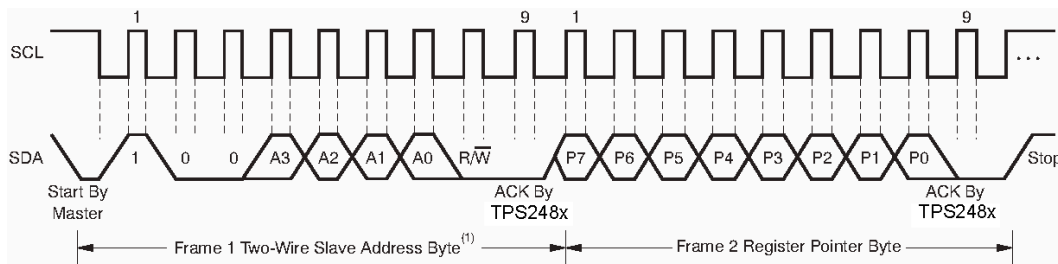 1 9 1 9
SCL ...
SDA 1 0 0 A3 A2 A1 A0 R/W̅ P7 P6 P5 P4 P3 P2 P1 P0 Stop
Start By ACK By ACK By
Master TPS248x TPS248x
Frame 1 Two-Wire Slave Address Byte(1) Frame 2 Register Pointer Byte